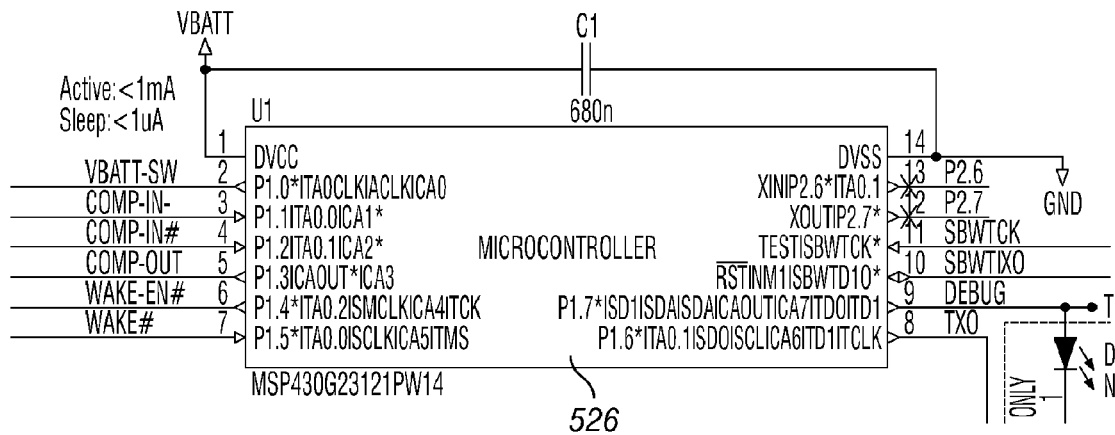 VBATT
C1
680n
Active:<1mA
Sleep:<1uA
U1
1
DVCC
DVSS
14
VBATT-SW
2
P1.0*ITA0CLKIACLKICA0
XINIP2.6*ITA0.1
13
P2.6
GND
COMP-IN-
3
P1.1ITA0.0ICA1*
XOUTIP2.7*
12
P2.7
COMP-IN#
4
P1.2ITA0.1ICA2*
MICROCONTROLLER
TESTISBWTCK*
11
SBWTCK
COMP-OUT
5
P1.3ICAOUT*ICA3
RSTINM1ISBWTD10*
10
SBWTIXO
WAKE-EN#
6
P1.4*ITA0.2ISMCLKICA4ITCK
P1.7*ISD1ISDAISDAICAOUTICA7ITDOITD1
9
DEBUG
T
WAKE#
7
P1.5*ITA0.0ISCLKICA5ITMS
P1.6*ITA0.1ISDOISCLICA6ITD1ITCLK
8
TXO
MSP430G23121PW14
526
ONLY
1
D
N